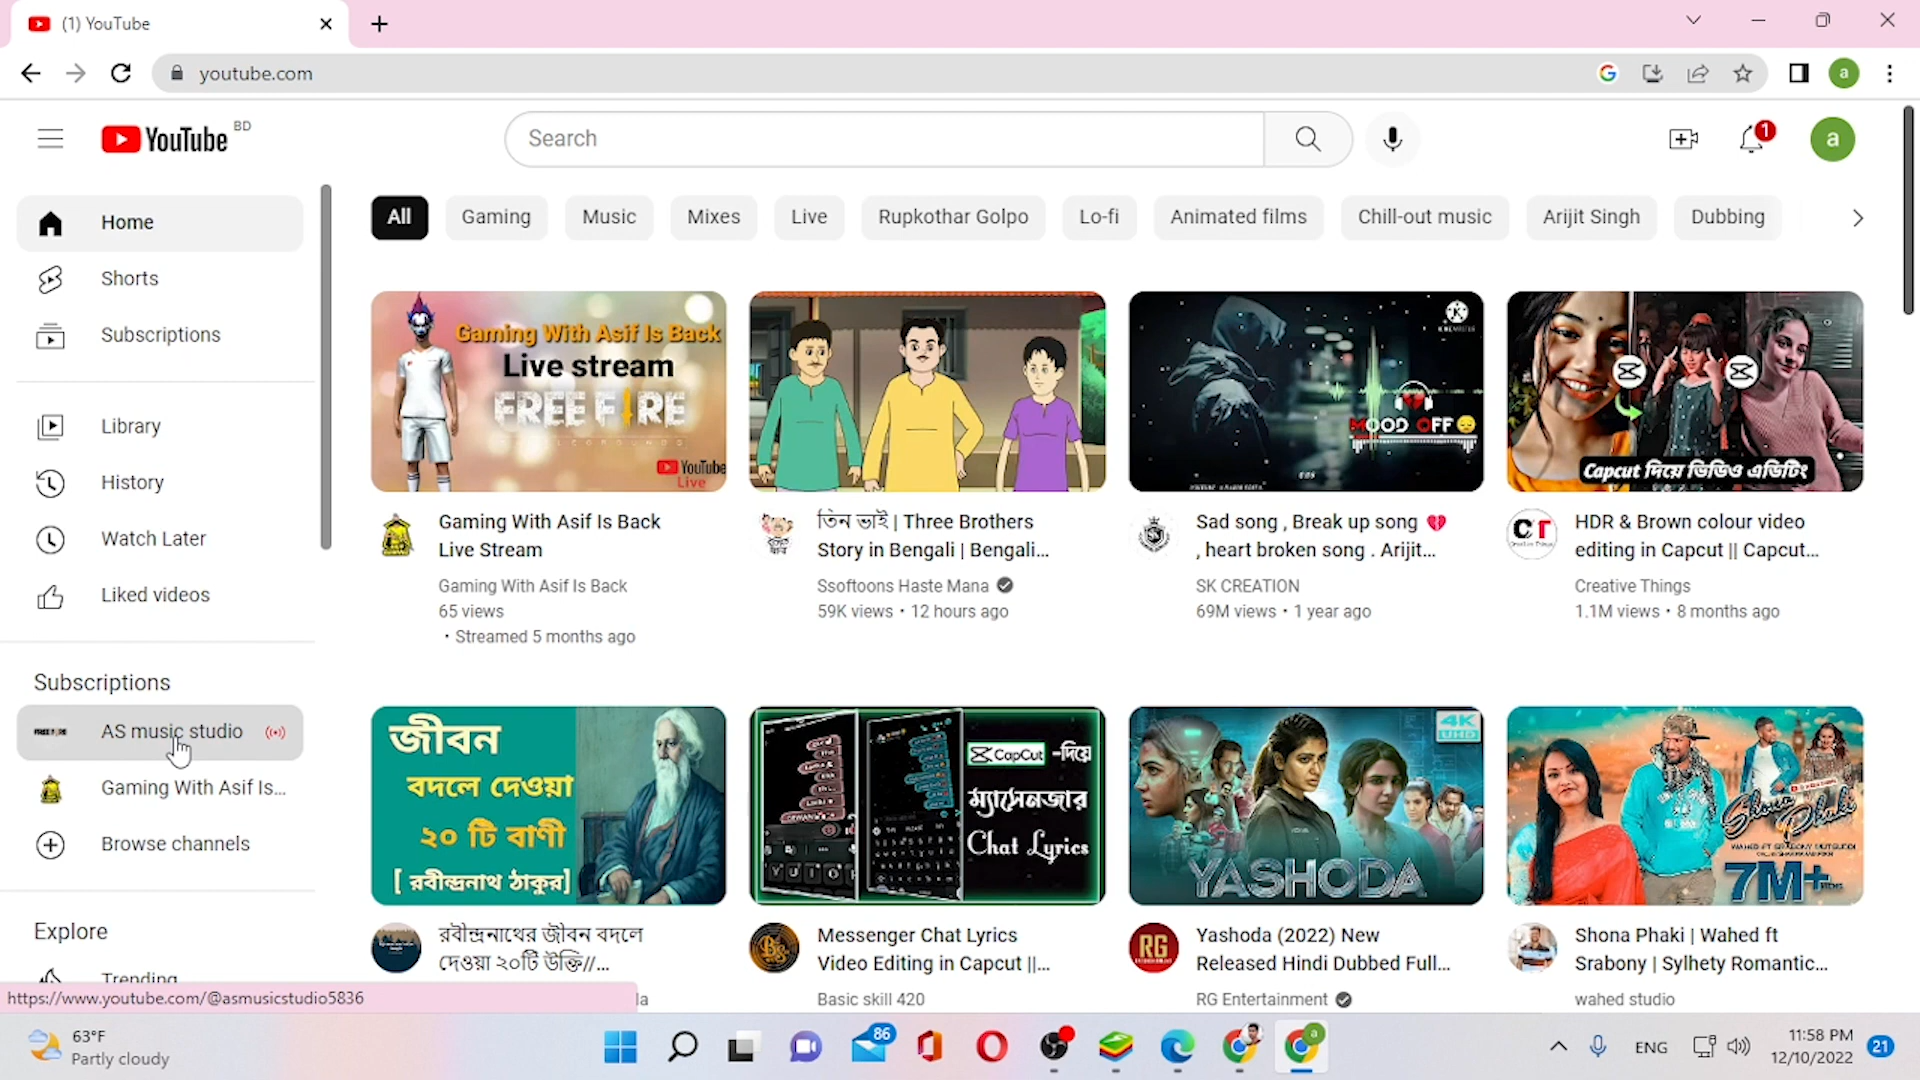 (1) YouTube
youtube.com
a
YouTube BD
Search
1
a
Home
Shorts
Subscriptions
Library
History
Watch Later
Liked videos
Subscriptions
AS music studio
Gaming With Asif Is...
Browse channels
Explore
Trending
https://www.youtube.com/@asmusicstudio5836
All
Gaming
Music
Mixes
Live
Rupkothar Golpo
Lo-fi
Animated films
Chill-out music
Arijit Singh
Dubbing
Gaming With Asif Is Back
Live stream
FREE FIRE
YouTube
Live
Gaming With Asif Is Back
Live Stream
Gaming With Asif Is Back
65 views
• Streamed 5 months ago
তিন ভাই | Three Brothers
Story in Bengali | Bengali...
Ssoftoons Haste Mana
59K views • 12 hours ago
MOOD OFF
Sad song , Break up song 💔
, heart broken song . Arijit...
SK CREATION
69M views • 1 year ago
Capcut দিয়ে ভিডিও এডিটিং
CT
HDR & Brown colour video
editing in Capcut || Capcut...
Creative Things
1.1M views • 8 months ago
জীবন
বদলে দেওয়া
২০ টি বাণী
[ রবীন্দ্রনাথ ঠাকুর]
রবীন্দ্রনাথের জীবন বদলে
দেওয়া ২০টি উক্তি//...
la
CapCut -দিয়ে
ম্যাসেনজার
Chat Lyrics
Messenger Chat Lyrics
Video Editing in Capcut ||...
Basic skill 420
4K
UHD
YASHODA
RG
Yashoda (2022) New
Released Hindi Dubbed Full...
RG Entertainment
Shona Phaki
7M+
Shona Phaki | Wahed ft
Srabony | Sylhety Romantic...
wahed studio
63°F
Partly cloudy
86
a
ENG
11:58 PM
12/10/2022
21